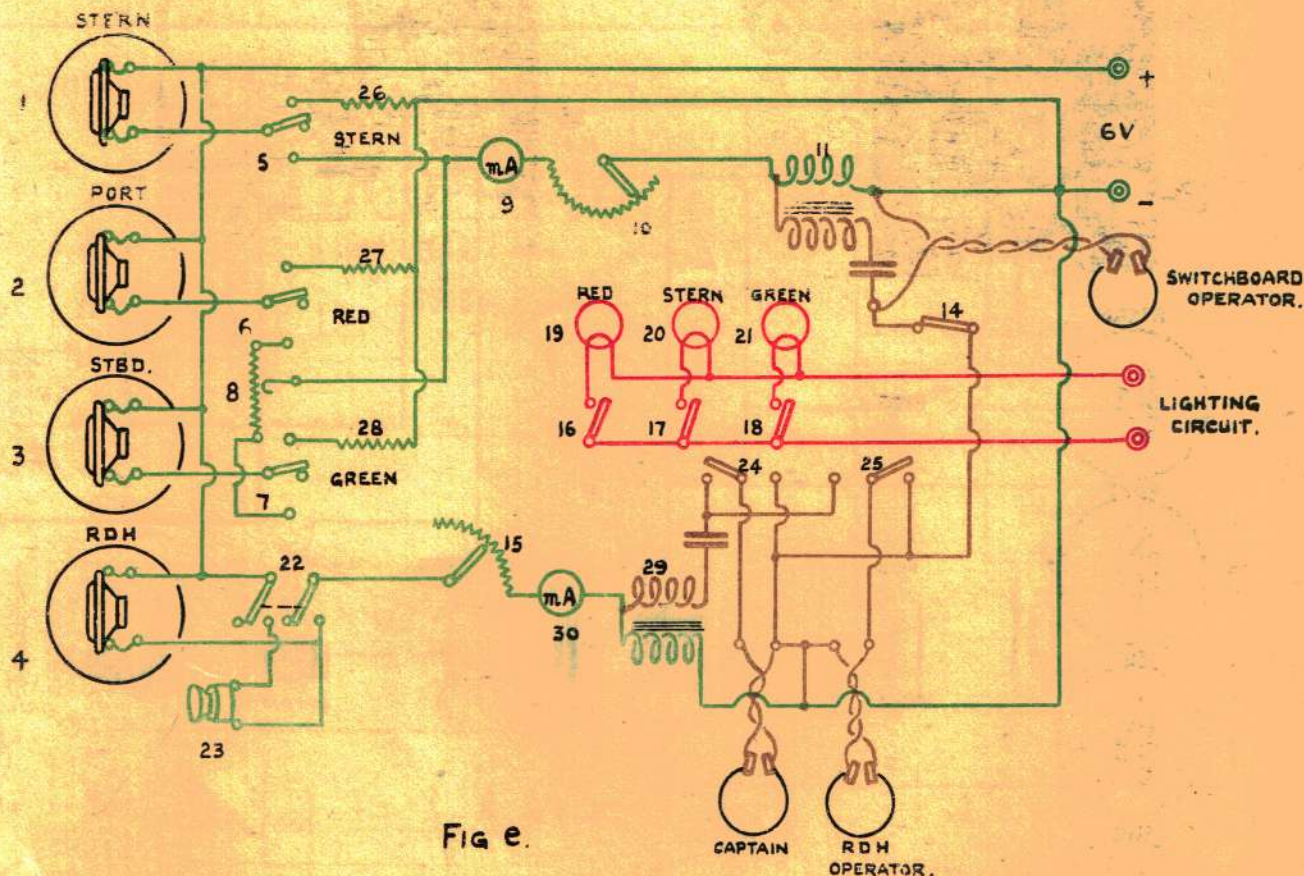 STERN
1
26
STERN
5
+
6V
-
mA
9
10
11
PORT
2
27
6
RED
RED
STERN
GREEN
19
20
21
14
SWITCHBOARD
OPERATOR.
STBD.
3
8
28
GREEN
7
16
17
18
LIGHTING
CIRCUIT.
24
25
RDH
4
22
23
15
mA
30
29
FIG e.
CAPTAIN
RDH
OPERATOR.